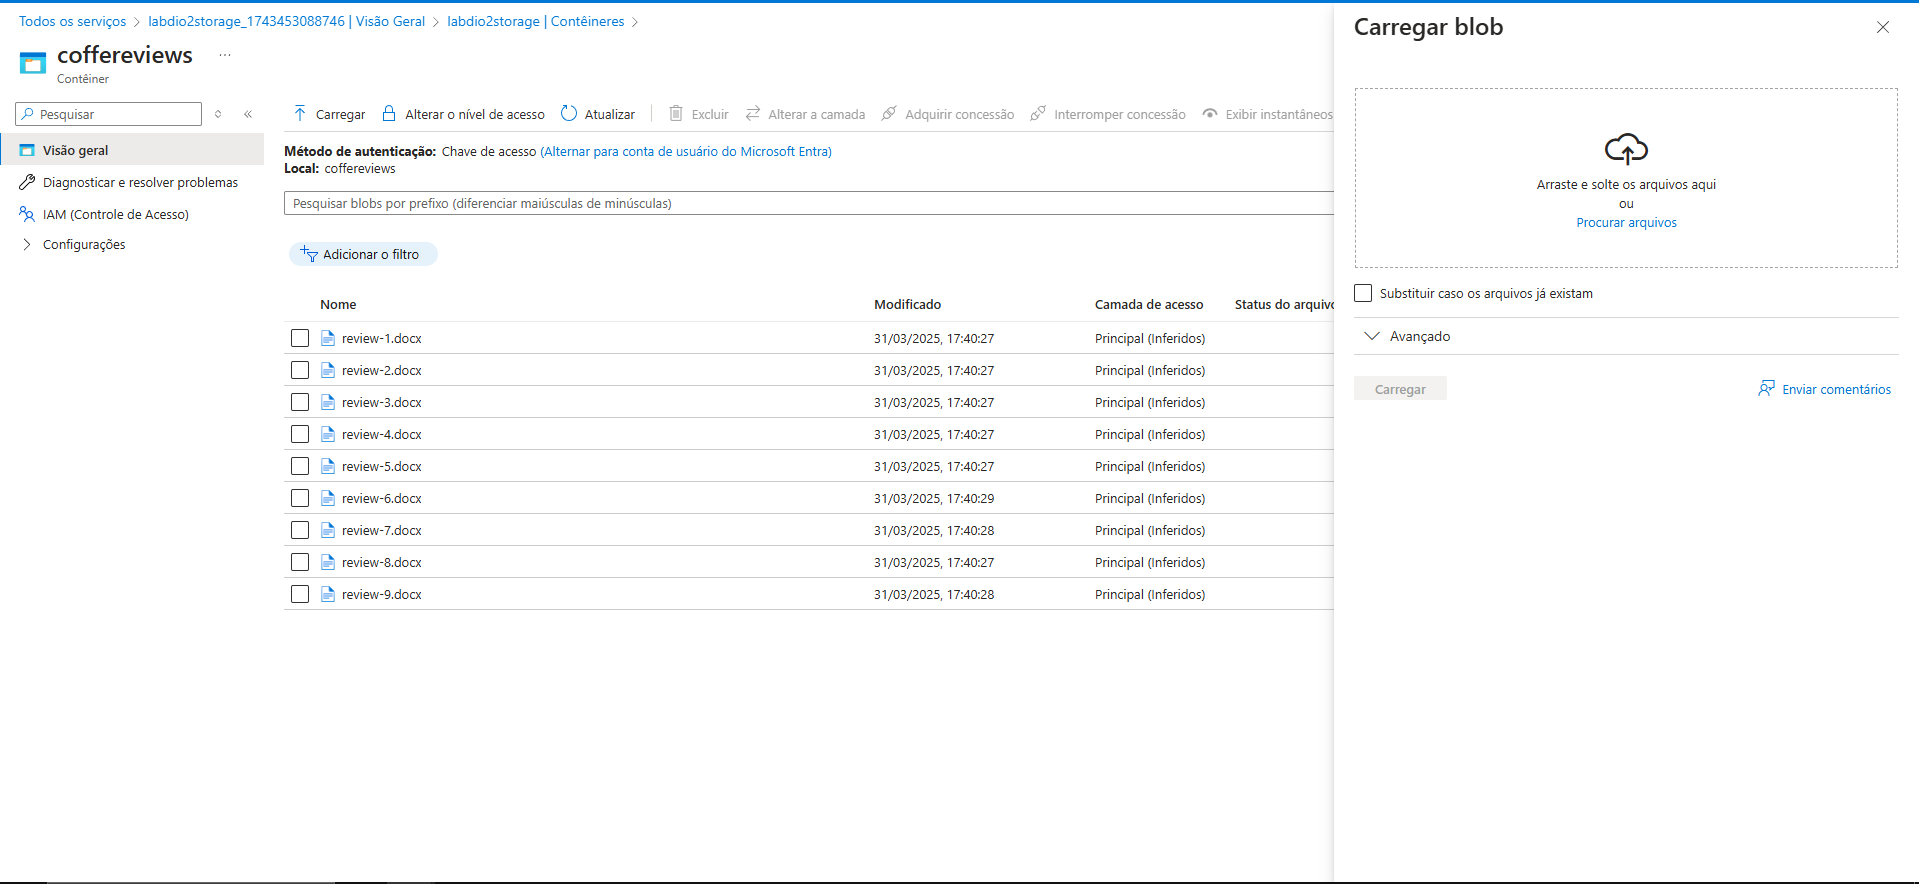 Todos os serviços > labdio2storage_1743453088746 | Visão Geral > labdio2storage | Contêineres >
coffereviews ...
Contêiner
Pesquisar
Visão geral
Diagnosticar e resolver problemas
IAM (Controle de Acesso)
Configurações
Carregar Alterar o nível de acesso Atualizar Excluir Alterar a camada Adquirir concessão Interromper concessão Exibir instantâneos
Método de autenticação: Chave de acesso (Alternar para conta de usuário do Microsoft Entra)
Local: coffereviews
Pesquisar blobs por prefixo (diferenciar maiúsculas de minúsculas)
Adicionar o filtro
Nome Modificado Camada de acesso Status do arquivo
review-1.docx 31/03/2025, 17:40:27 Principal (Inferidos)
review-2.docx 31/03/2025, 17:40:27 Principal (Inferidos)
review-3.docx 31/03/2025, 17:40:27 Principal (Inferidos)
review-4.docx 31/03/2025, 17:40:27 Principal (Inferidos)
review-5.docx 31/03/2025, 17:40:27 Principal (Inferidos)
review-6.docx 31/03/2025, 17:40:29 Principal (Inferidos)
review-7.docx 31/03/2025, 17:40:28 Principal (Inferidos)
review-8.docx 31/03/2025, 17:40:27 Principal (Inferidos)
review-9.docx 31/03/2025, 17:40:28 Principal (Inferidos)
Carregar blob
Arraste e solte os arquivos aqui
ou
Procurar arquivos
Substituir caso os arquivos já existam
Avançado
Carregar
Enviar comentários